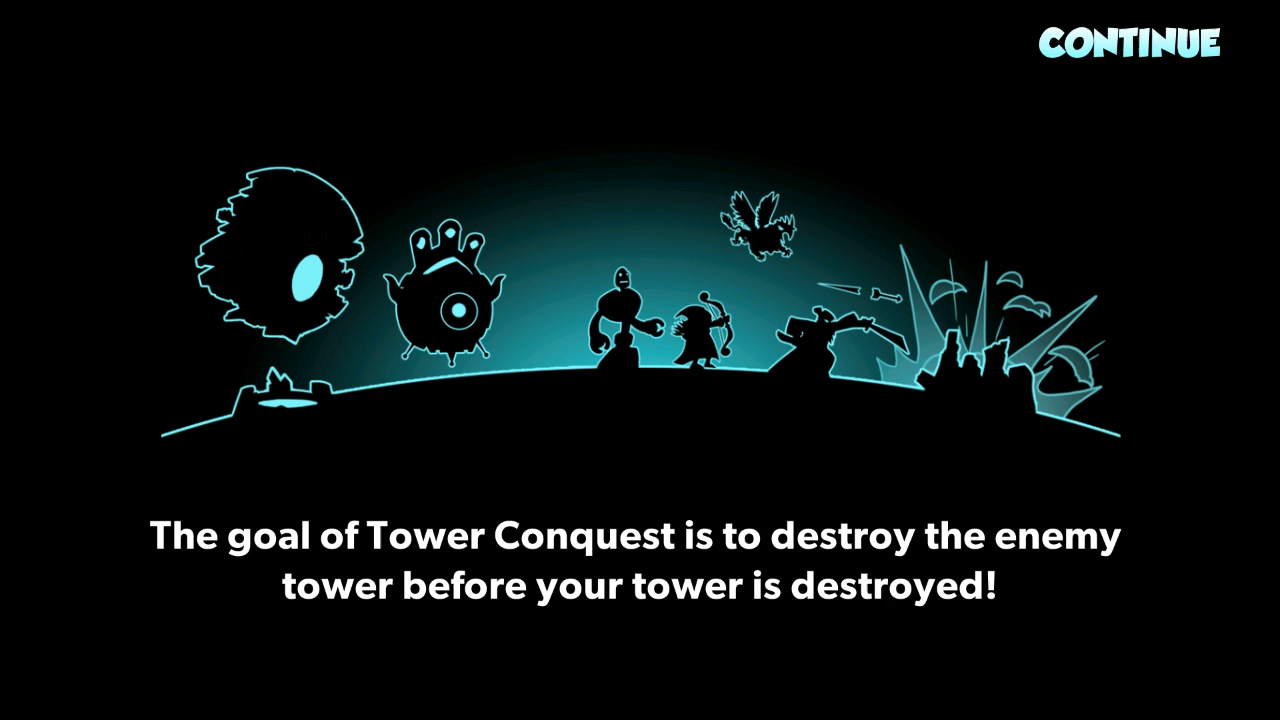 CONTINUE
The goal of Tower Conquest is to destroy the enemy
tower before your tower is destroyed!